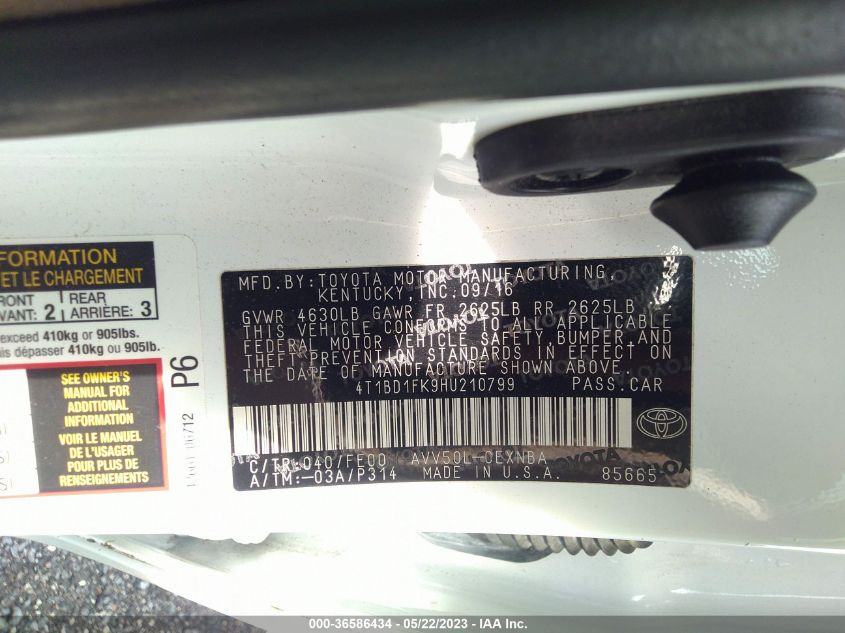 FORMATION
ET LE CHARGEMENT
FRONT
VANT: 2
REAR
ARRIÈRE: 3
exceed 410kg or 905lbs.
dépasser 410kg ou 905lb.
SEE OWNER'S
MANUAL FOR
ADDITIONAL
INFORMATION
VOIR LE MANUEL
DE L'USAGER
POUR PLUS DE
RENSEIGNEMENTS
P6
MFD.BY:TOYOTA MOTOR MANUFACTURING,
KENTUCKY,INC.09/16
GVWR 4630LB GAWR FR 2625LB RR 2625LB
THIS VEHICLE CONFORMS TO ALL APPLICABLE
FEDERAL MOTOR VEHICLE SAFETY,BUMPER,AND
THEFT PREVENTION STANDARDS IN EFFECT ON
THE DATE OF MANUFACTURE SHOWN ABOVE.
4T1BD1FK9HU210799 PASS.CAR
C/TR:040/FE00 AVV50L-CEXNBA
A/TM:-03A/P314 MADE IN U.S.A. 85665
TOYOTA
000-36586434 - 05/22/2023 - IAA Inc.